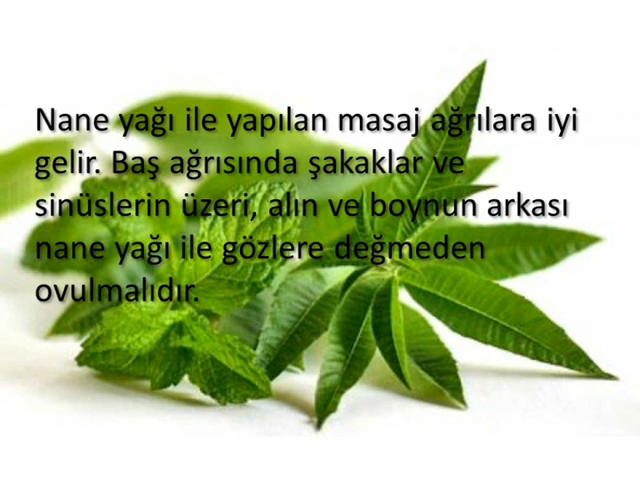 Nane yağı ile yapılan masaj ağrılara iyi
gelir. Baş ağrısında şakaklar ve
sinüslerin üzeri, alın ve boynun arkası
nane yağı ile gözlere değmeden
ovulmalıdır.